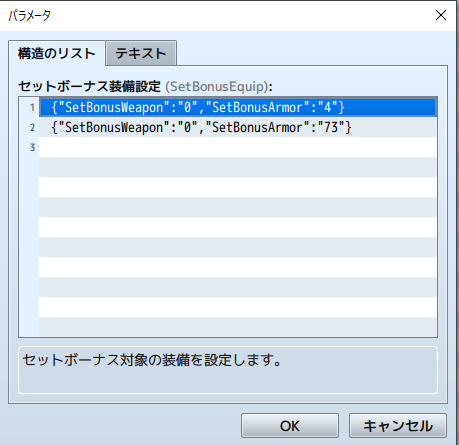 パラメータ
構造のリスト
テキスト
セットボーナス装備設定 (SetBonusEquip):
1 {"SetBonusWeapon":"0","SetBonusArmor":"4"}
2 {"SetBonusWeapon":"0","SetBonusArmor":"73"}
3
セットボーナス対象の装備を設定します。
OK
キャンセル